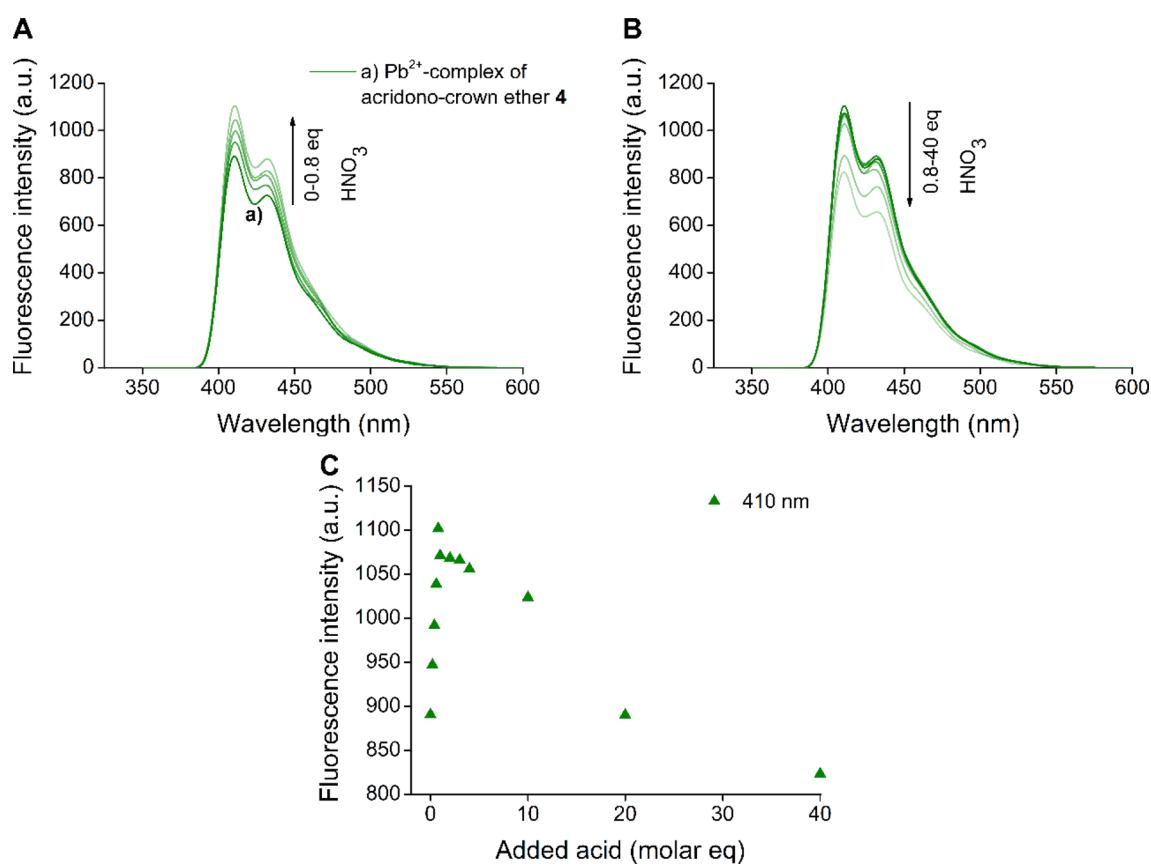 A
a) Pb²⁺-complex of
acridono-crown ether 4
1200
1000
800
600
400
200
0
350
400
450
500
550
600
Fluorescence intensity (a.u.)
Wavelength (nm)
0-0.8 eq
HNO₃
a)
B
1200
1000
800
600
400
200
0
350
400
450
500
550
600
Fluorescence intensity (a.u.)
Wavelength (nm)
0.8-40 eq
HNO₃
C
410 nm
1150
1100
1050
1000
950
900
850
800
0
10
20
30
40
Fluorescence intensity (a.u.)
Added acid (molar eq)